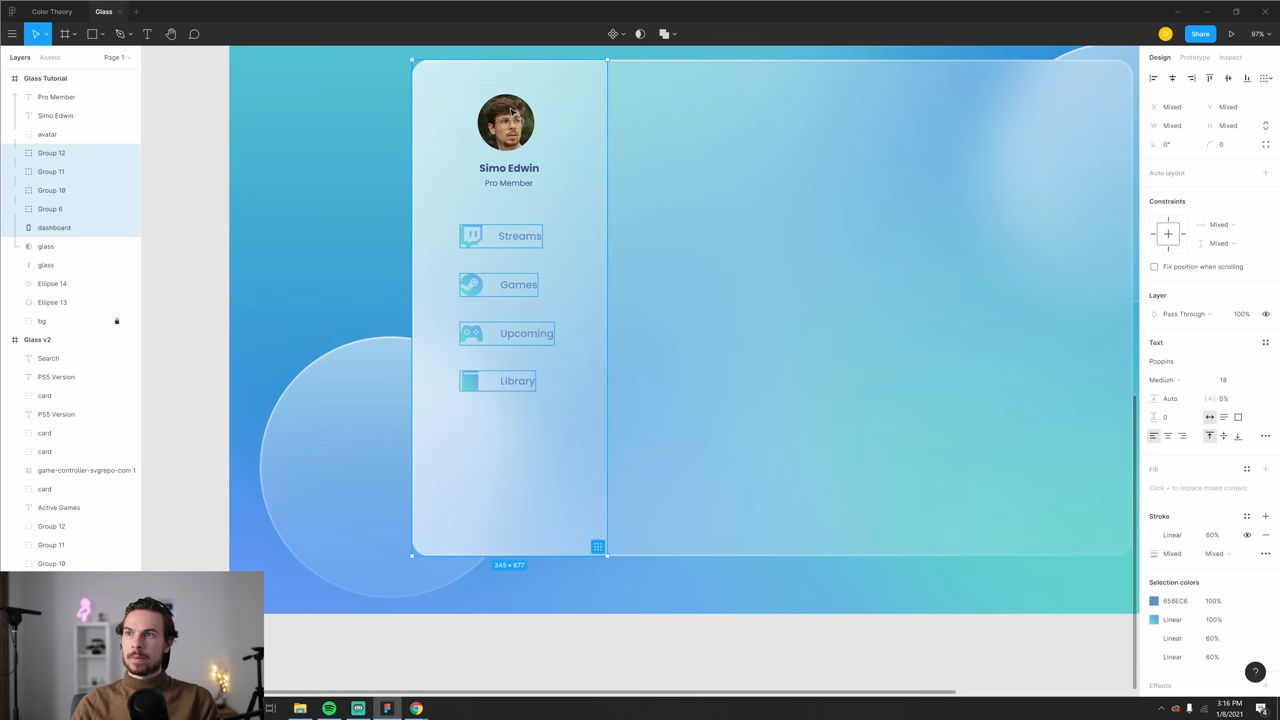 Color Theory
Glass
Share
97%
Layers
Assets
Page 1
Glass Tutorial
Pro Member
Simo Edwin
avatar
Group 12
Group 11
Group 10
Group 6
dashboard
glass
glass
Ellipse 14
Ellipse 13
bg
Glass v2
Search
PS5 Version
card
PS5 Version
card
card
game-controller-svgrepo-com 1
card
Active Games
Group 12
Group 11
Group 10
Simo Edwin
Pro Member
Streams
Games
Upcoming
Library
345 × 877
Design
Prototype
Inspect
X Mixed Y Mixed
W Mixed H Mixed
0° 0
Auto layout
Constraints
Mixed
Mixed
Fix position when scrolling
Layer
Pass Through 100%
Text
Poppins
Medium 18
Auto |A| 0%
0
Fill
Click + to replace mixed content.
Stroke
Linear 60%
Mixed Mixed
Selection colors
658EC6 100%
Linear 100%
Linear 60%
Linear 60%
Effects
?
3:16 PM
1/8/2021
4